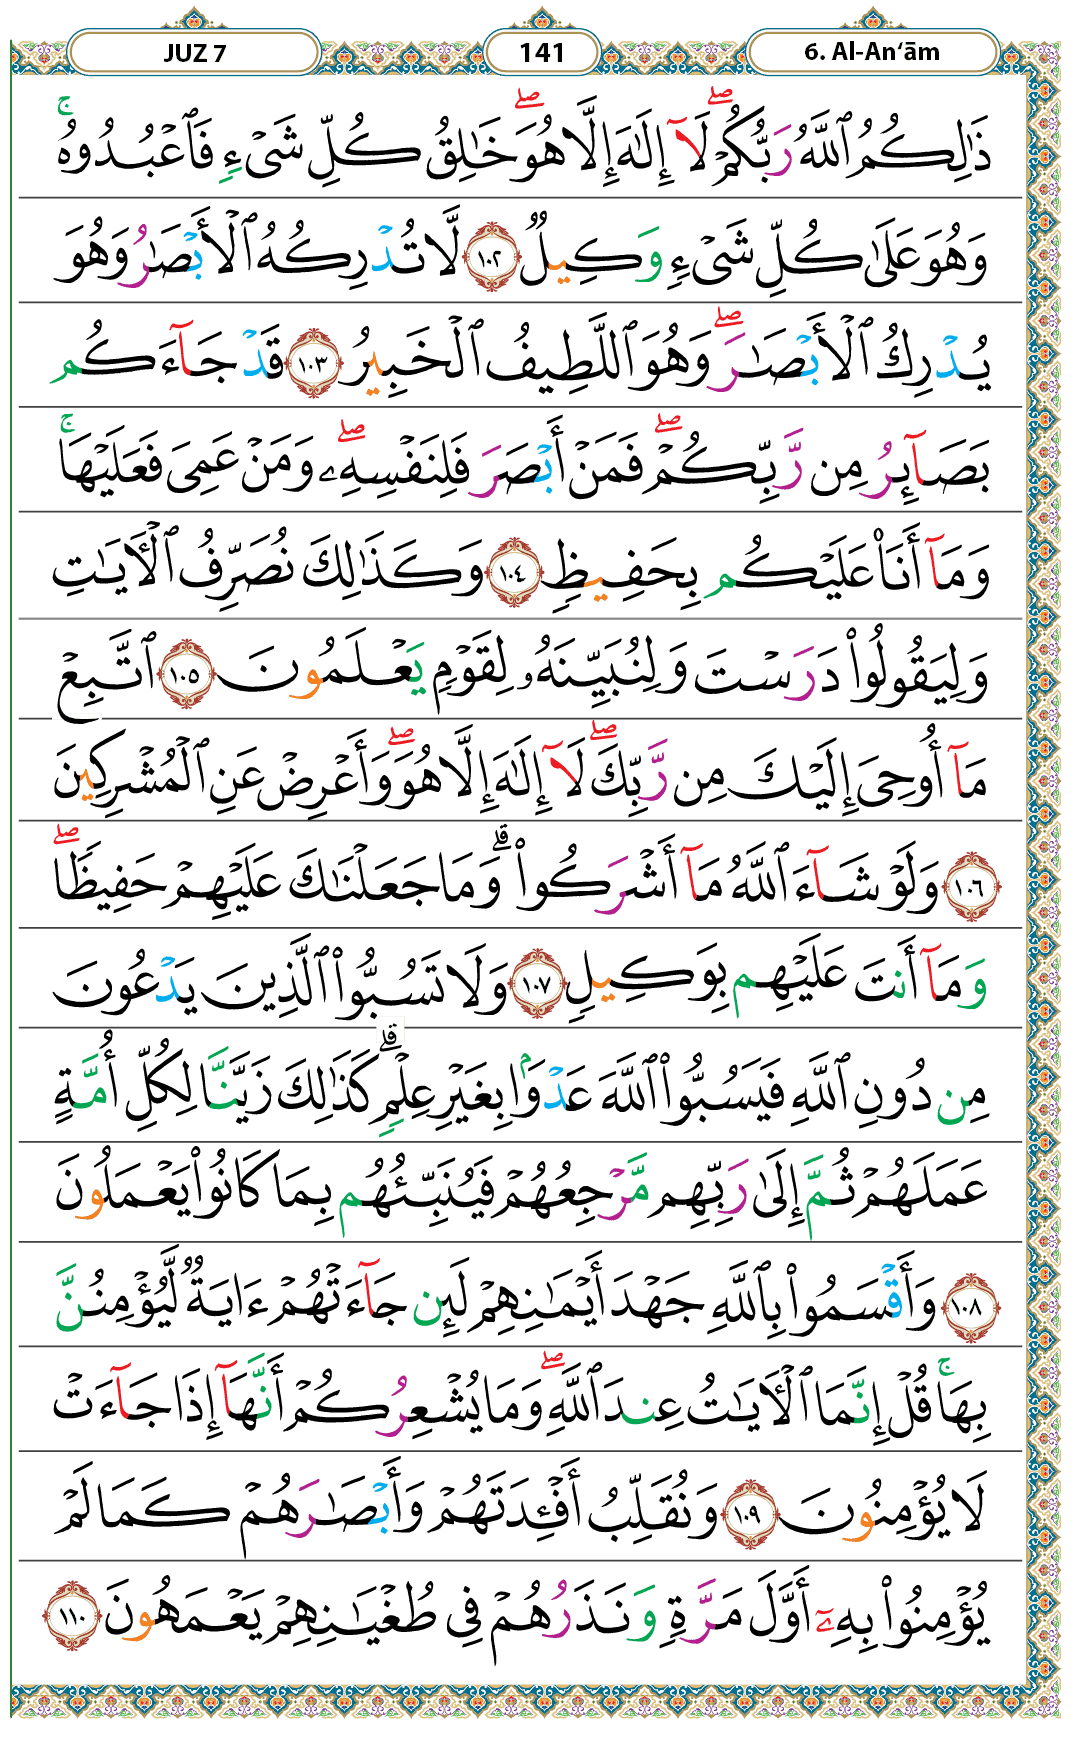 JUZ 7
141
6. Al-An‘ām
ذَٰلِكُمُ ٱللَّهُ رَبُّكُمْۖ لَآ إِلَٰهَ إِلَّا هُوَۖ خَٰلِقُ كُلِّ شَىْءٍ فَٱعْبُدُوهُۚ
وَهُوَ عَلَىٰ كُلِّ شَىْءٍ وَكِيلٌ ١٠٢ لَّا تُدْرِكُهُ ٱلْأَبْصَٰرُ وَهُوَ
يُدْرِكُ ٱلْأَبْصَٰرَۖ وَهُوَ ٱللَّطِيفُ ٱلْخَبِيرُ ١٠٣ قَدْ جَآءَكُم
بَصَآئِرُ مِن رَّبِّكُمْۖ فَمَنْ أَبْصَرَ فَلِنَفْسِهِۦۖ وَمَنْ عَمِىَ فَعَلَيْهَاۚ
وَمَآ أَنَا۠ عَلَيْكُم بِحَفِيظٍ ١٠٤ وَكَذَٰلِكَ نُصَرِّفُ ٱلْءَايَٰتِ
وَلِيَقُولُوا۟ دَرَسْتَ وَلِنُبَيِّنَهُۥ لِقَوْمٍ يَعْلَمُونَ ١٠٥ ٱتَّبِعْ
مَآ أُوحِىَ إِلَيْكَ مِن رَّبِّكَۖ لَآ إِلَٰهَ إِلَّا هُوَۖ وَأَعْرِضْ عَنِ ٱلْمُشْرِكِينَ
١٠٦ وَلَوْ شَآءَ ٱللَّهُ مَآ أَشْرَكُوا۟ۗ وَمَا جَعَلْنَٰكَ عَلَيْهِمْ حَفِيظًاۖ
وَمَآ أَنتَ عَلَيْهِم بِوَكِيلٍ ١٠٧ وَلَا تَسُبُّوا۟ ٱلَّذِينَ يَدْعُونَ
مِن دُونِ ٱللَّهِ فَيَسُبُّوا۟ ٱللَّهَ عَدْوًۢا بِغَيْرِ عِلْمٍۗ كَذَٰلِكَ زَيَّنَّا لِكُلِّ أُمَّةٍ
عَمَلَهُمْ ثُمَّ إِلَىٰ رَبِّهِم مَّرْجِعُهُمْ فَيُنَبِّئُهُم بِمَا كَانُوا۟ يَعْمَلُونَ
١٠٨ وَأَقْسَمُوا۟ بِٱللَّهِ جَهْدَ أَيْمَٰنِهِمْ لَئِن جَآءَتْهُمْ ءَايَةٌ لَّيُؤْمِنُنَّ
بِهَاۚ قُلْ إِنَّمَا ٱلْءَايَٰتُ عِندَ ٱللَّهِۖ وَمَا يُشْعِرُكُمْ أَنَّهَآ إِذَا جَآءَتْ
لَا يُؤْمِنُونَ ١٠٩ وَنُقَلِّبُ أَفْـِٔدَتَهُمْ وَأَبْصَٰرَهُمْ كَمَا لَمْ
يُؤْمِنُوا۟ بِهِۦٓ أَوَّلَ مَرَّةٍ وَنَذَرُهُمْ فِى طُغْيَٰنِهِمْ يَعْمَهُونَ ١١٠